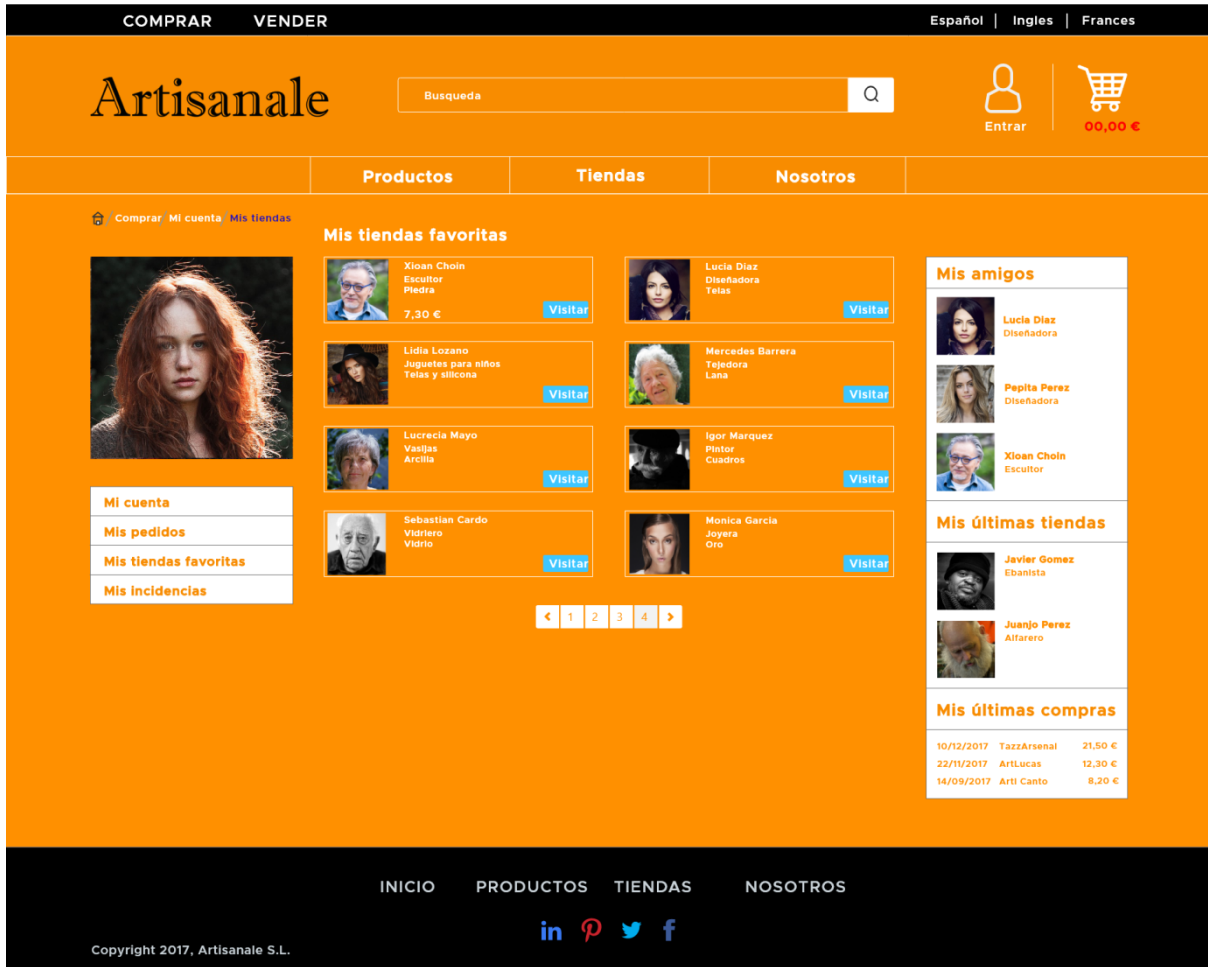 COMPRAR VENDER Español | Ingles | Frances
Artisanale
Busqueda
Entrar
00,00 €
Productos Tiendas Nosotros
Comprar/ Mi cuenta/ Mis tiendas
Mis tiendas favoritas
Xioan Choin
Escultor
Piedra
7,30 €
Visitar
Lucia Diaz
Diseñadora
Telas
Visitar
Lidia Lozano
Juguetes para niños
Telas y silicona
Visitar
Mercedes Barrera
Tejedora
Lana
Visitar
Lucrecia Mayo
Vasijas
Arcilla
Visitar
Igor Marquez
Pintor
Cuadros
Visitar
Sebastian Cardo
Vidriero
Vidrio
Visitar
Monica Garcia
Joyera
Oro
Visitar
1 2 3 4
Mi cuenta
Mis pedidos
Mis tiendas favoritas
Mis incidencias
Mis amigos
Lucia Diaz
Diseñadora
Pepita Perez
Diseñadora
Xioan Choin
Escultor
Mis últimas tiendas
Javier Gomez
Ebanista
Juanjo Perez
Alfarero
Mis últimas compras
10/12/2017 TazzArsenal 21,50 €
22/11/2017 ArtLucas 12,30 €
14/09/2017 Arti Canto 8,20 €
INICIO PRODUCTOS TIENDAS NOSOTROS
Copyright 2017, Artisanale S.L.